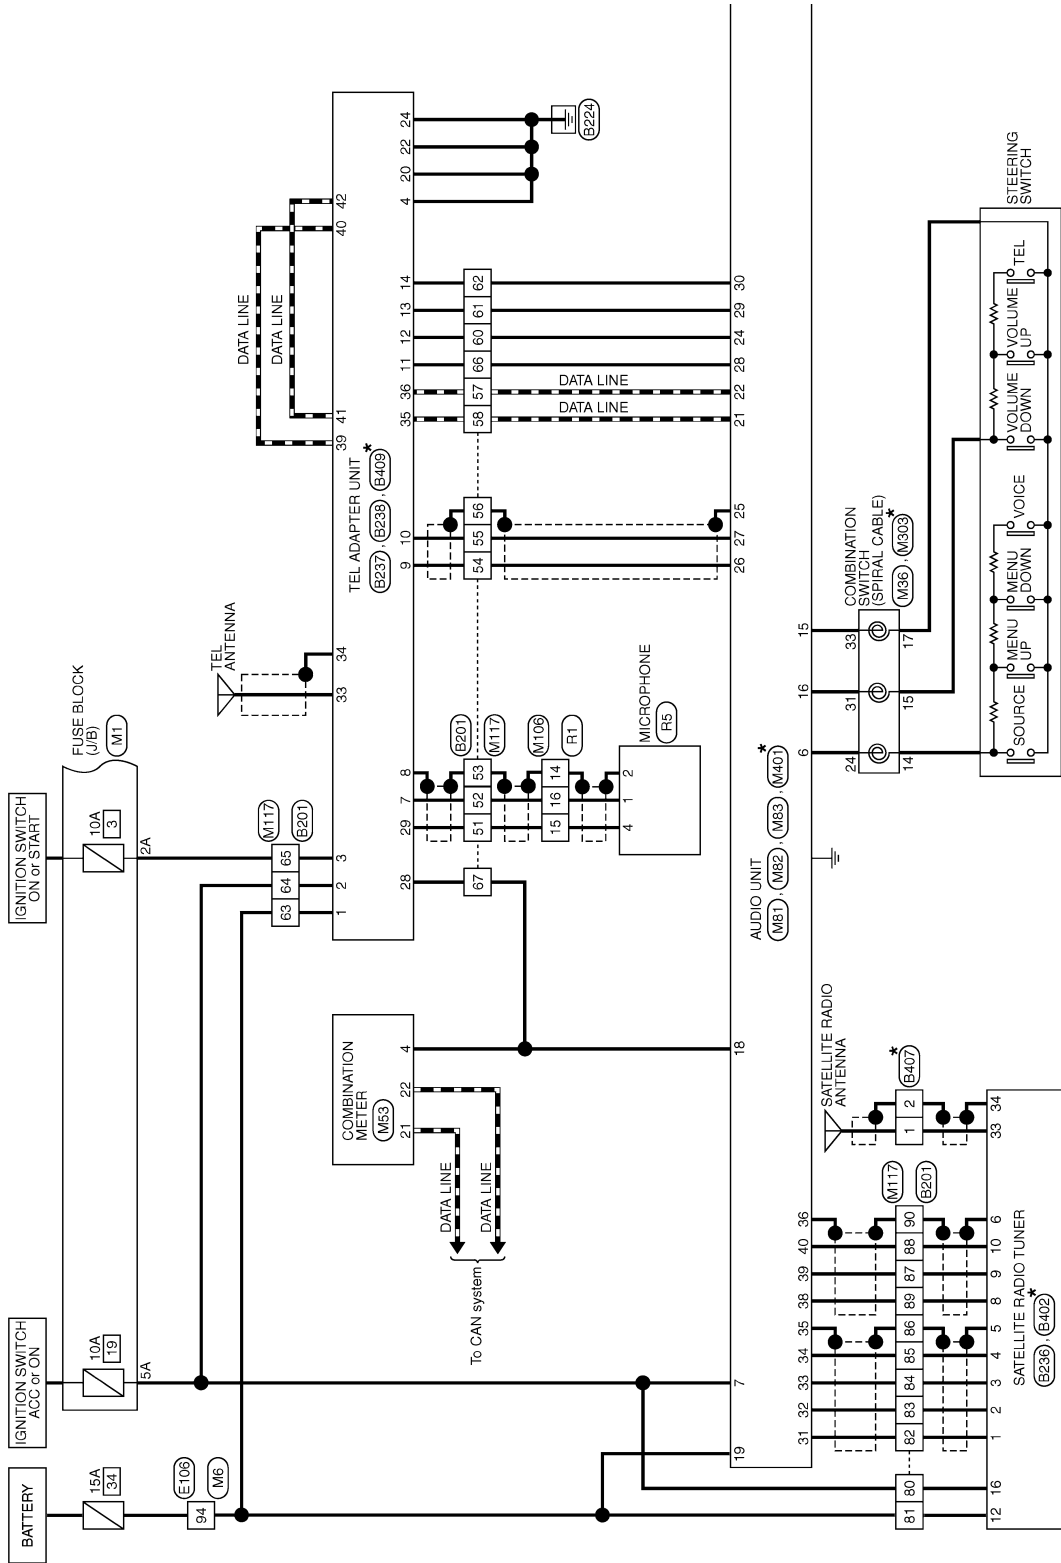 BATTERY
15A
34
E106
M6
94
IGNITION SWITCH
ACC or ON
10A
19
5A
IGNITION SWITCH
ON or START
10A
3
2A
FUSE BLOCK
(J/B)
M1
M117
B201
63
64
65
1
2
3
TEL
ANTENNA
33
34
39
41
40
42
DATA LINE
DATA LINE
TEL ADAPTER UNIT
B237 , B238 , B409 *
28
29
7
8
9
10
35
36
11
12
13
14
4
20
22
24
B224
67
51
52
53
B201
M117
54
55
56
58
57
66
60
61
62
15
16
14
M106
R1
4
1
2
MICROPHONE
R5
COMBINATION
METER
M53
21
22
4
DATA LINE
DATA LINE
To CAN system
DATA LINE
DATA LINE
19
7
18
26
27
25
21
22
28
24
29
30
AUDIO UNIT
M81 , M82 , M83 , M401 *
31
32
33
34
35
38
39
40
36
6
16
15
81
80
82
83
84
85
86
89
87
88
90
M117
B201
12
16
1
2
3
4
5
8
9
10
6
33
34
SATELLITE RADIO TUNER
B236 , B402 *
SATELLITE RADIO
ANTENNA
1
2
B407 *
24
31
33
14
15
17
COMBINATION
SWITCH
(SPIRAL CABLE)
M36 , M303 *
SOURCE
MENU
UP
MENU
DOWN
VOICE
VOLUME
DOWN
VOLUME
UP
TEL
STEERING
SWITCH